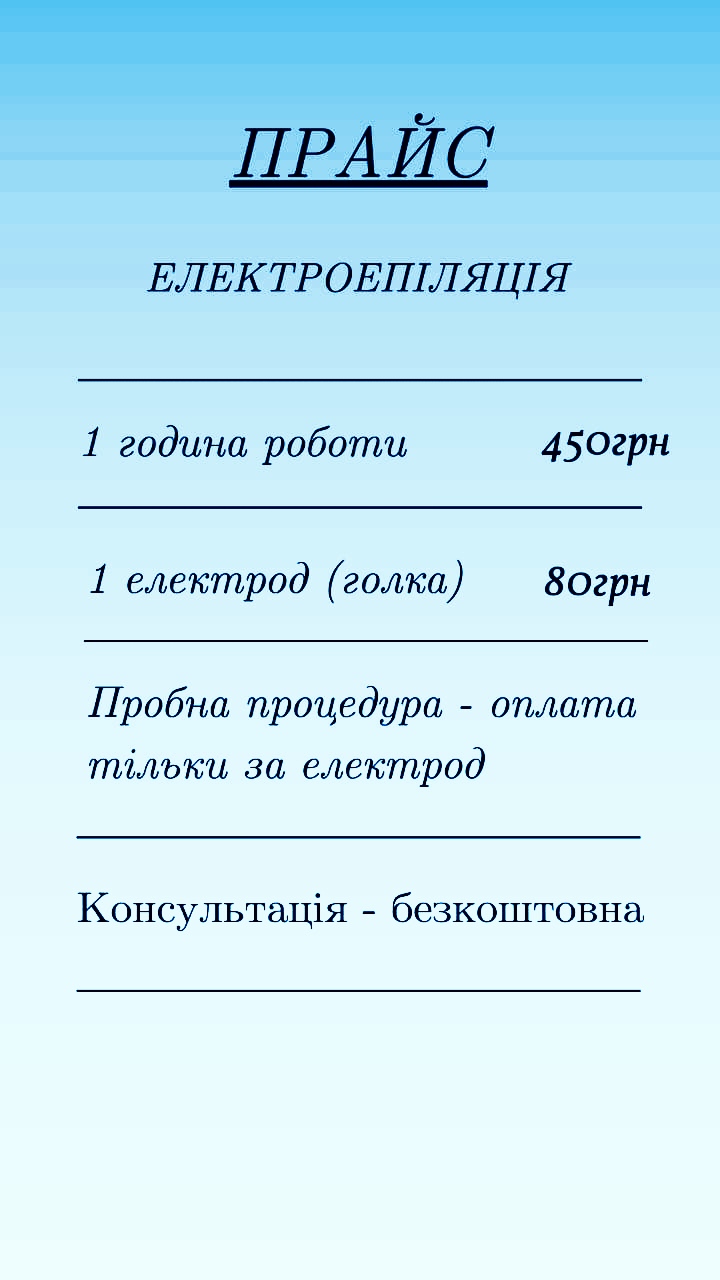 ПРАЙС
ЕЛЕКТРОЕПІЛЯЦІЯ
1 година роботи 450грн
1 електрод (голка) 80грн
Пробна процедура - оплата
тільки за електрод
Консультація - безкоштовна